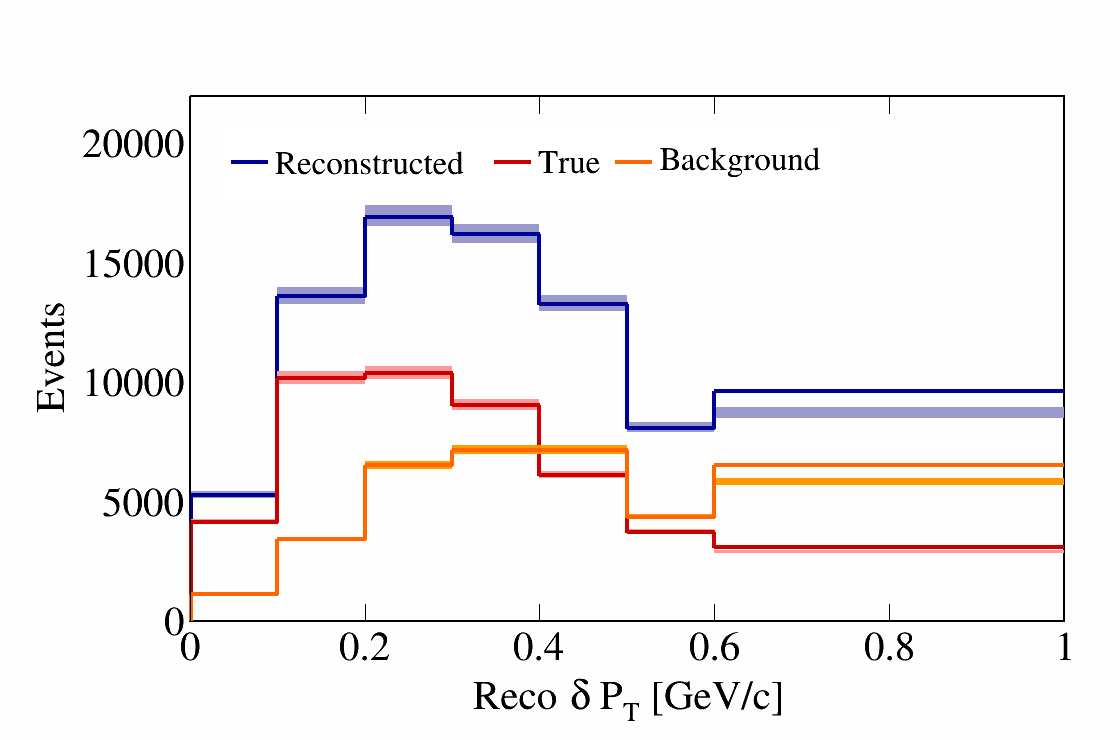 20000
Reconstructed True Background
15000
Events
10000
5000
0
0 0.2 0.4 0.6 0.8 1
Reco δ P_T [GeV/c]